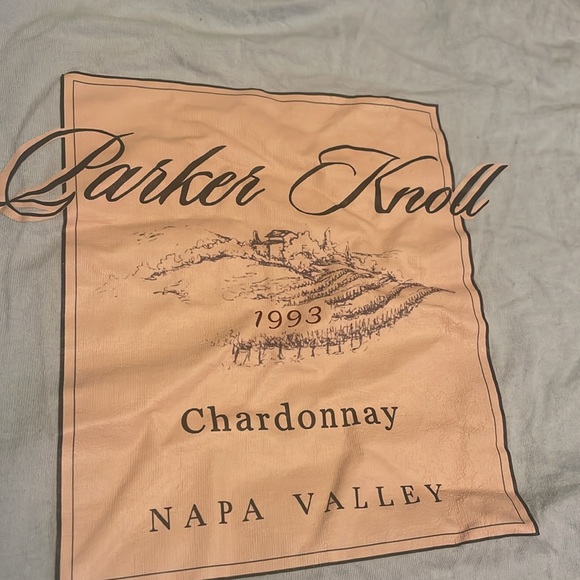 Parker Knoll
1993
Chardonnay
NAPA VALLEY